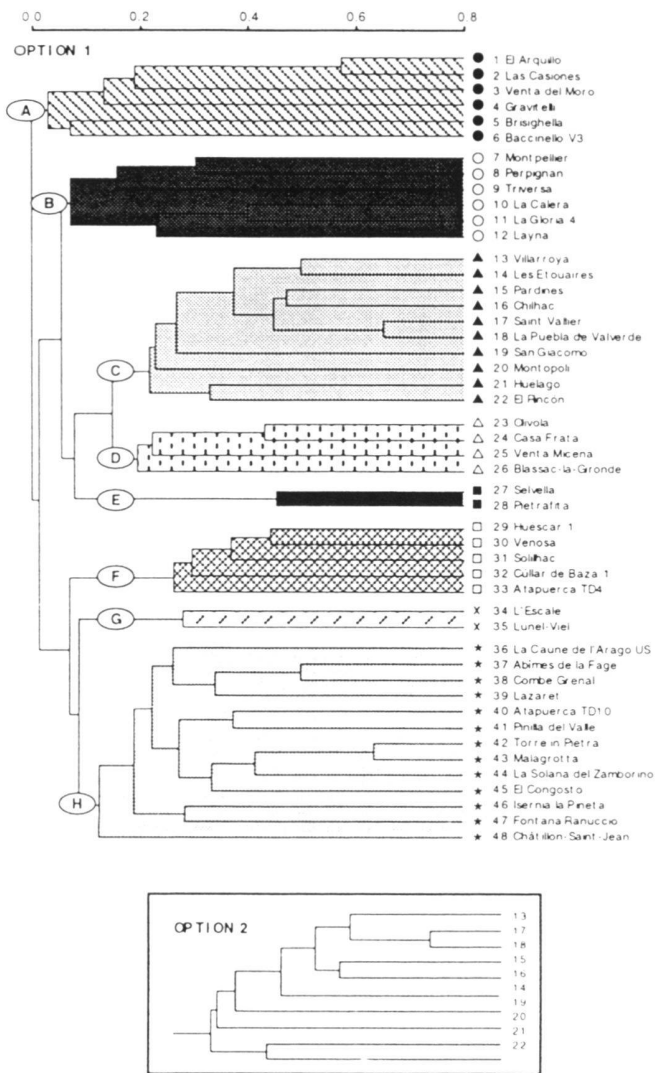 0.0 0.2 0.4 0.6 0.8
OPTION 1
1 El Arquillo
2 Las Casiones
3 Venta del Moro
4 Gravitelli
5 Brisighella
6 Baccinello V3
7 Montpellier
8 Perpignan
9 Triversa
10 La Calera
11 La Gloria 4
12 Layna
13 Villarroya
14 Les Etouaires
15 Pardines
16 Chilhac
17 Saint Vallier
18 La Puebla de Valverde
19 San Giacomo
20 Montopoli
21 Huelago
22 El Rincón
23 Olivola
24 Casa Frata
25 Venta Micena
26 Blassac-la-Gironde
27 Selvella
28 Pietrafita
29 Huescar 1
30 Venosa
31 Solilhac
32 Cúllar de Baza 1
33 Atapuerca TD4
X 34 L'Escale
X 35 Lunel-Viel
36 La Caune de l'Arago US
37 Abimes de la Fage
38 Combe Grenal
39 Lazaret
40 Atapuerca TD10
41 Pinilla del Valle
42 Torre in Pietra
43 Malagrotta
44 La Solana del Zamborino
45 El Congosto
46 Isernia la Pineta
47 Fontana Ranuccio
48 Châtillon-Saint-Jean
A
B
C
D
E
F
G
H
OPTION 2
13
17
18
15
16
14
19
20
21
22